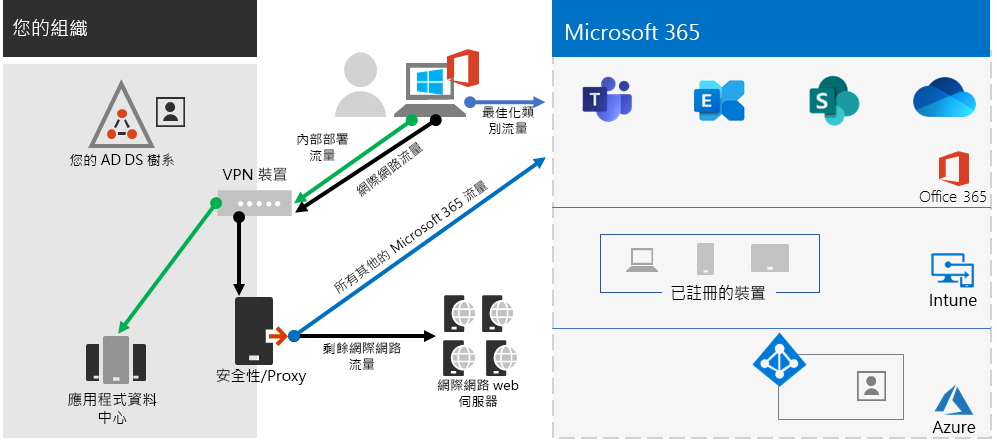 您的組織
Microsoft 365
您的 AD DS 樹系
VPN 裝置
內部部署
流量
網際網路流量
最佳化類
別流量
所有其他的 Microsoft 365 流量
T
E
S
Office 365
已註冊的裝置
Intune
應用程式資料
中心
安全性/Proxy
剩餘網際網路
流量
網際網路 web
伺服器
Azure